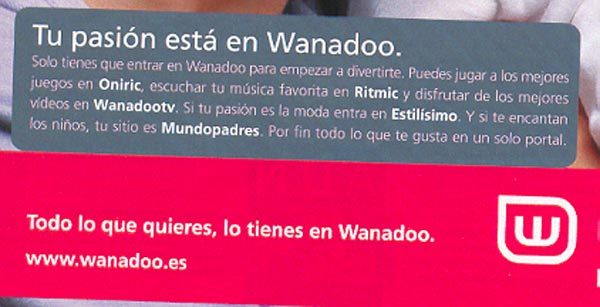 Tu pasión está en Wanadoo.
Solo tienes que entrar en Wanadoo para empezar a divertirte. Puedes jugar a los mejores
juegos en Oniric, escuchar tu música favorita en Ritmic y disfrutar de los mejores
vídeos en Wanadootv. Si tu pasión es la moda entra en Estilísimo. Y si te encantan
los niños, tu sitio es Mundopadres. Por fin todo lo que te gusta en un solo portal.
Todo lo que quieres, lo tienes en Wanadoo.
www.wanadoo.es
W